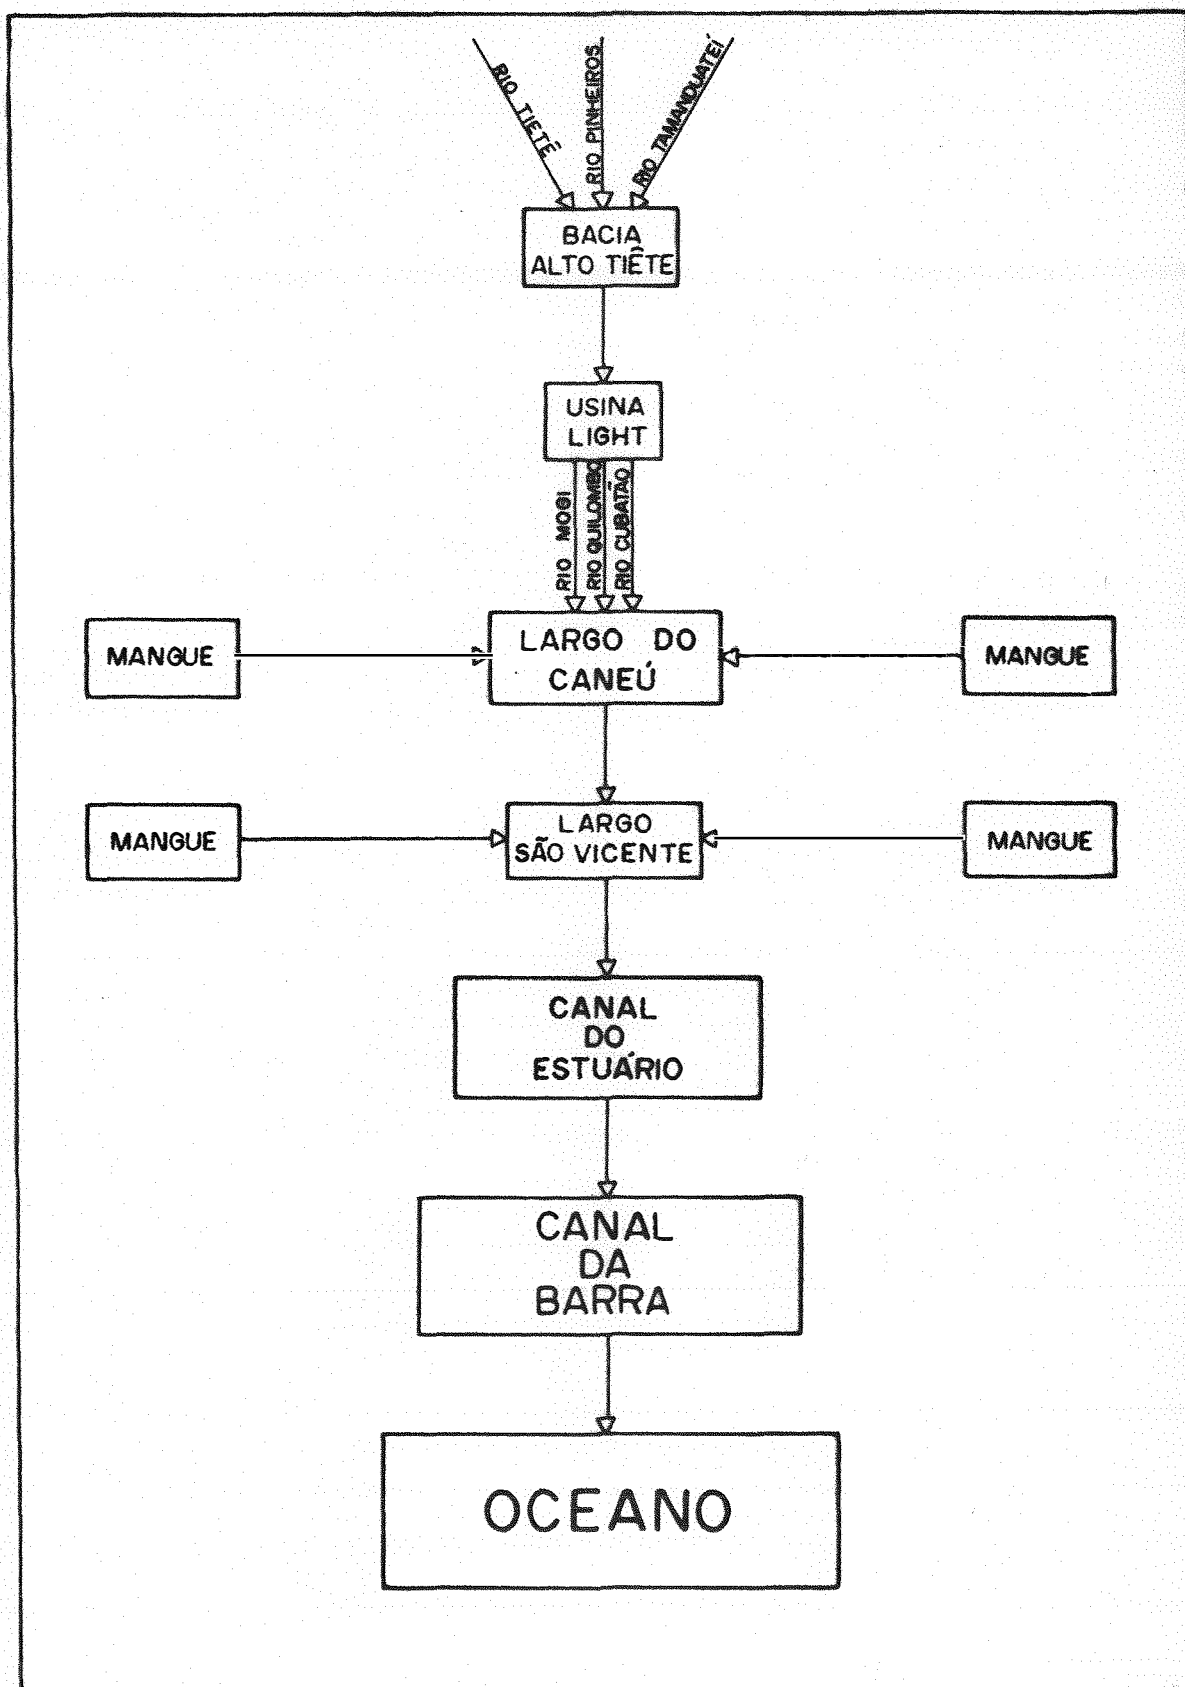 RIO TIETÊ
RIO PINHEIROS
RIO TAMANDUATEÍ
BACIA
ALTO TIÊTE
USINA
LIGHT
RIO MOGI
RIO QUILOMBO
RIO CUBATÃO
MANGUE
LARGO DO
CANEÚ
MANGUE
MANGUE
LARGO
SÃO VICENTE
MANGUE
CANAL
DO
ESTUÁRIO
CANAL
DA
BARRA
OCEANO